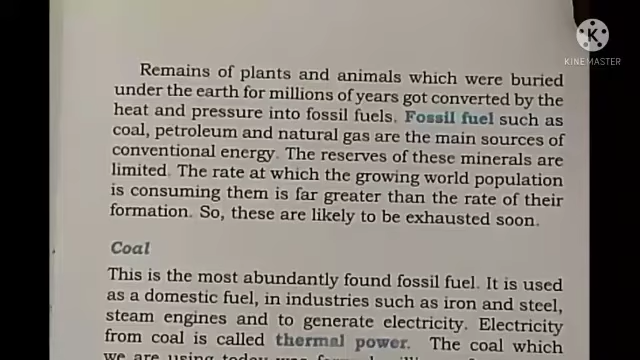 KINEMASTER
Remains of plants and animals which were buried
under the earth for millions of years got converted by the
heat and pressure into fossil fuels. Fossil fuel such as
coal, petroleum and natural gas are the main sources of
conventional energy. The reserves of these minerals are
limited. The rate at which the growing world population
is consuming them is far greater than the rate of their
formation. So, these are likely to be exhausted soon.
Coal
This is the most abundantly found fossil fuel. It is used
as a domestic fuel, in industries such as iron and steel,
steam engines and to generate electricity. Electricity
from coal is called thermal power. The coal which
we are using today was